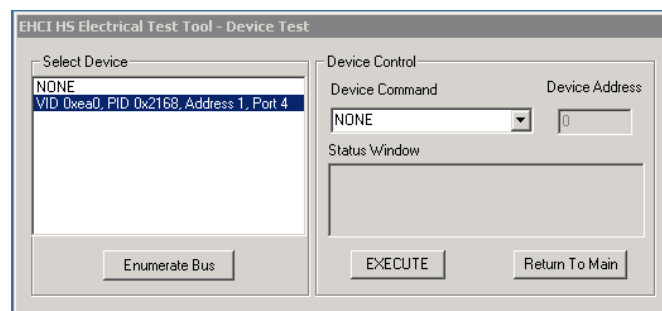 EHCI HS Electrical Test Tool - Device Test
Select Device
NONE
VID 0xea0, PID 0x2168, Address 1, Port 4
Enumerate Bus
Device Control
Device Command
Device Address
NONE
0
Status Window
EXECUTE
Return To Main